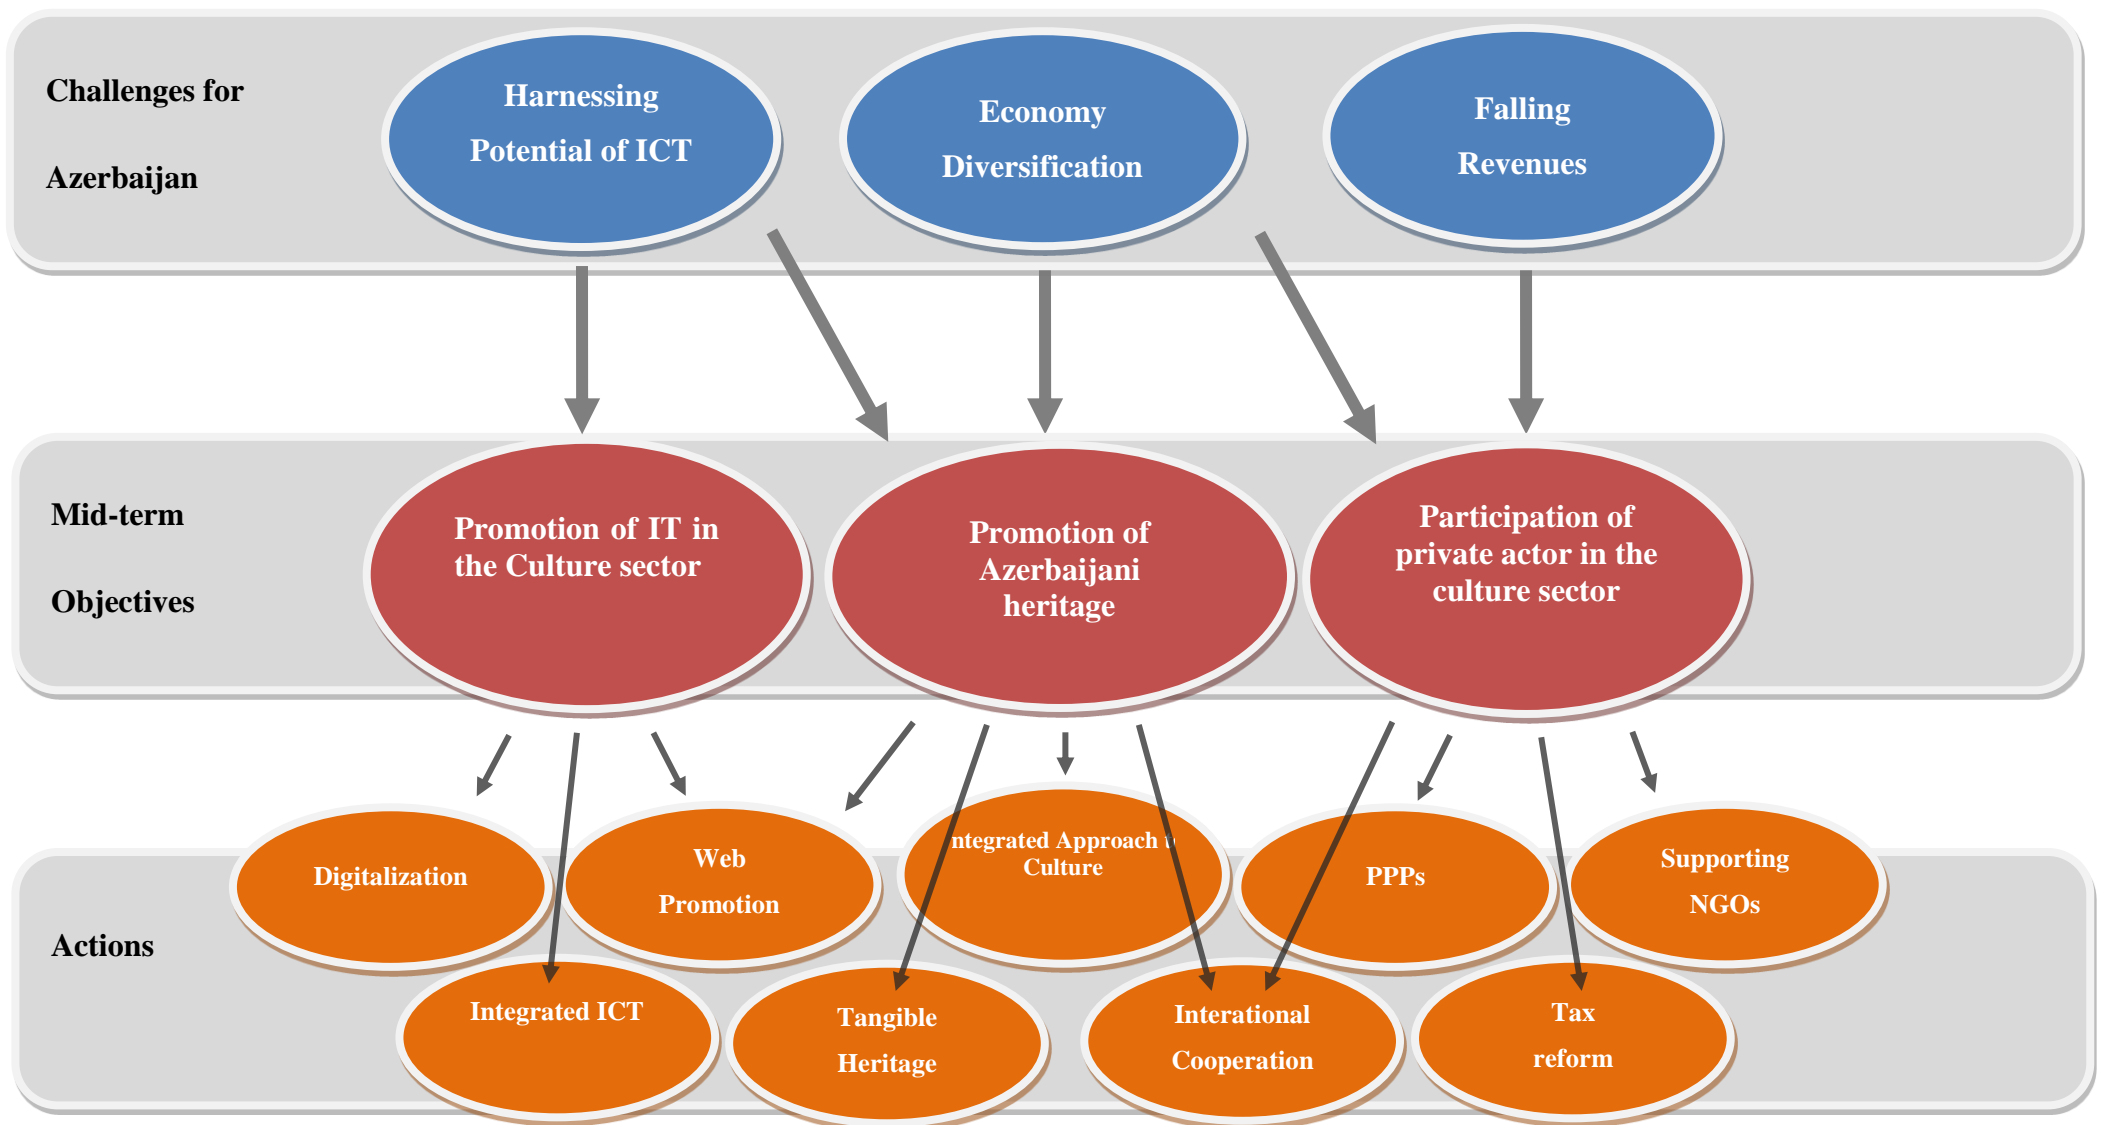 Challenges for
Azerbaijan
Harnessing
Potential of ICT
Economy
Diversification
Falling
Revenues
Mid-term
Objectives
Promotion of IT in
the Culture sector
Promotion of
Azerbaijani
heritage
Participation of
private actor in the
culture sector
Actions
Digitalization
Web
Promotion
ntegrated Approach t
Culture
PPPs
Supporting
NGOs
Integrated ICT
Tangible
Heritage
Interational
Cooperation
Tax
reform